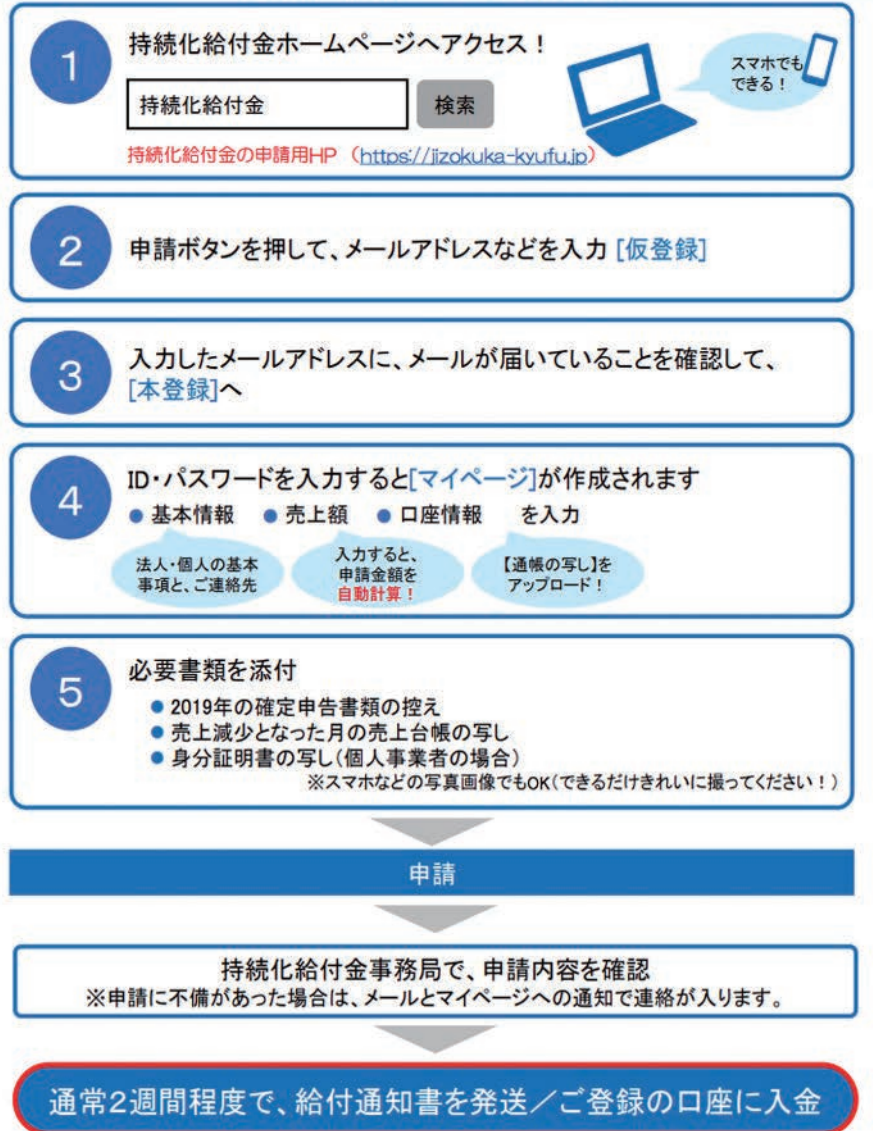 1
持続化給付金ホームページへアクセス！
スマホでも
できる！
持続化給付金
検索
持続化給付金の申請用HP （https://jizokuka-kyufu.jp）
2
申請ボタンを押して、メールアドレスなどを入力 [仮登録]
3
入力したメールアドレスに、メールが届いていることを確認して、
[本登録]へ
4
ID・パスワードを入力すると[マイページ]が作成されます
● 基本情報 ● 売上額 ● 口座情報 を入力
法人・個人の基本
事項と、ご連絡先
入力すると、
申請金額を
自動計算！
【通帳の写し】を
アップロード！
5
必要書類を添付
● 2019年の確定申告書類の控え
● 売上減少となった月の売上台帳の写し
● 身分証明書の写し（個人事業者の場合）
※スマホなどの写真画像でもOK（できるだけきれいに撮ってください！）
申請
持続化給付金事務局で、申請内容を確認
※申請に不備があった場合は、メールとマイページへの通知で連絡が入ります。
通常２週間程度で、給付通知書を発送／ご登録の口座に入金